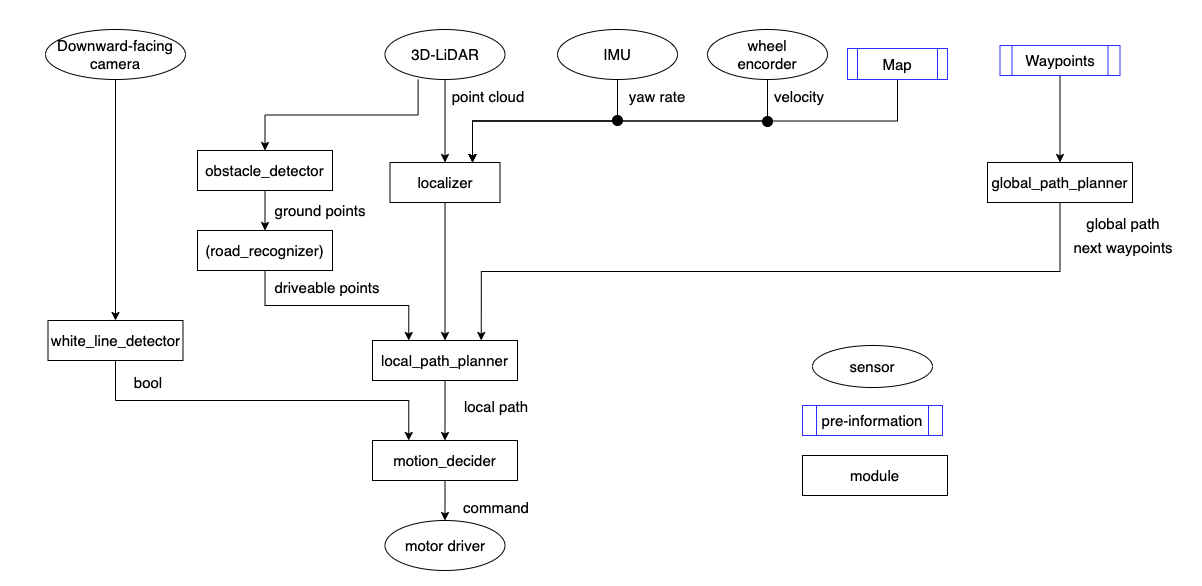 Downward-facing
camera
3D-LiDAR
IMU
wheel
encorder
Map
Waypoints
point cloud
yaw rate
velocity
obstacle_detector
localizer
global_path_planner
ground points
global path
next waypoints
(road_recognizer)
driveable points
white_line_detector
local_path_planner
bool
local path
sensor
pre-information
motion_decider
module
command
motor driver